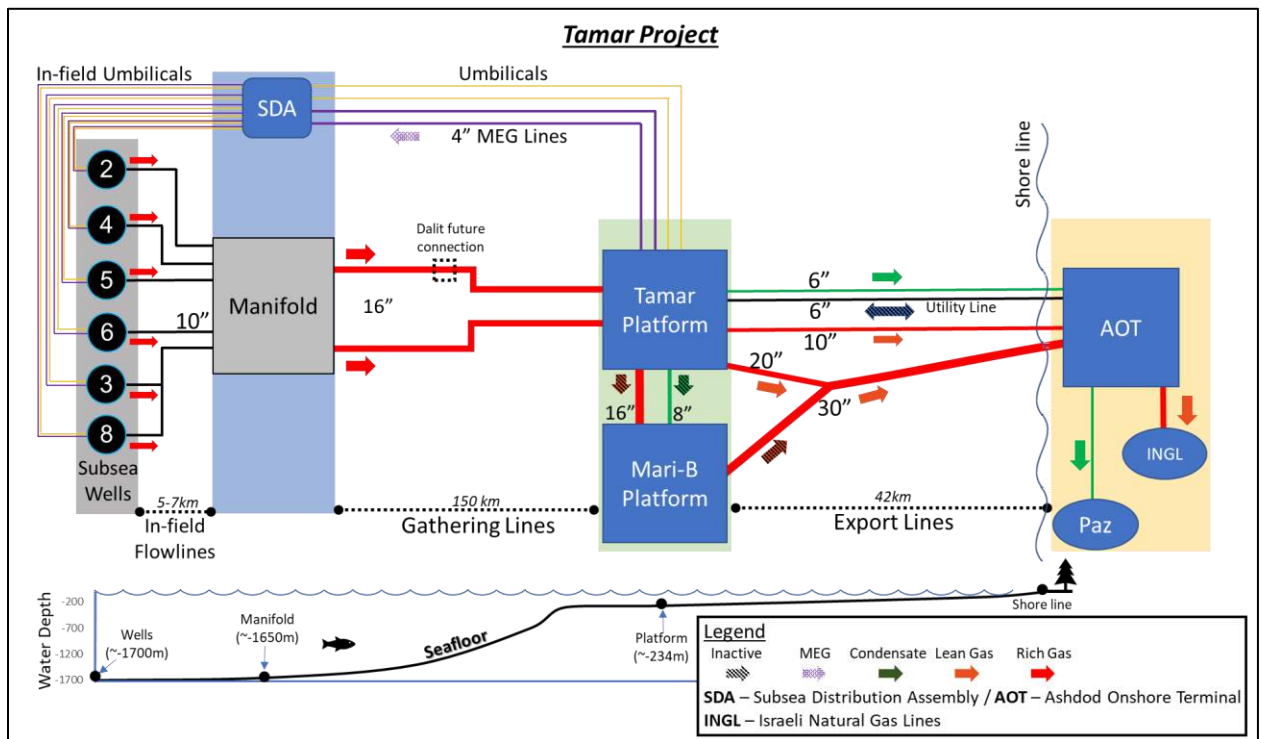 Tamar Project
In-field Umbilicals
Umbilicals
SDA
4” MEG Lines
Shore line
2
4
5
6
3
8
Subsea
Wells
10”
Manifold
16”
Dalit future
connection
Tamar
Platform
16”
8”
Mari-B
Platform
6”
6”
Utility Line
10”
20”
30”
AOT
INGL
Paz
5-7km
In-field
Flowlines
150 km
Gathering Lines
42km
Export Lines
Water Depth
-200
-700
-1200
-1700
Wells
(~-1700m)
Manifold
(~-1650m)
Seafloor
Platform
(~-234m)
Shore line
Legend
Inactive
MEG
Condensate
Lean Gas
Rich Gas
SDA – Subsea Distribution Assembly / AOT – Ashdod Onshore Terminal
INGL – Israeli Natural Gas Lines